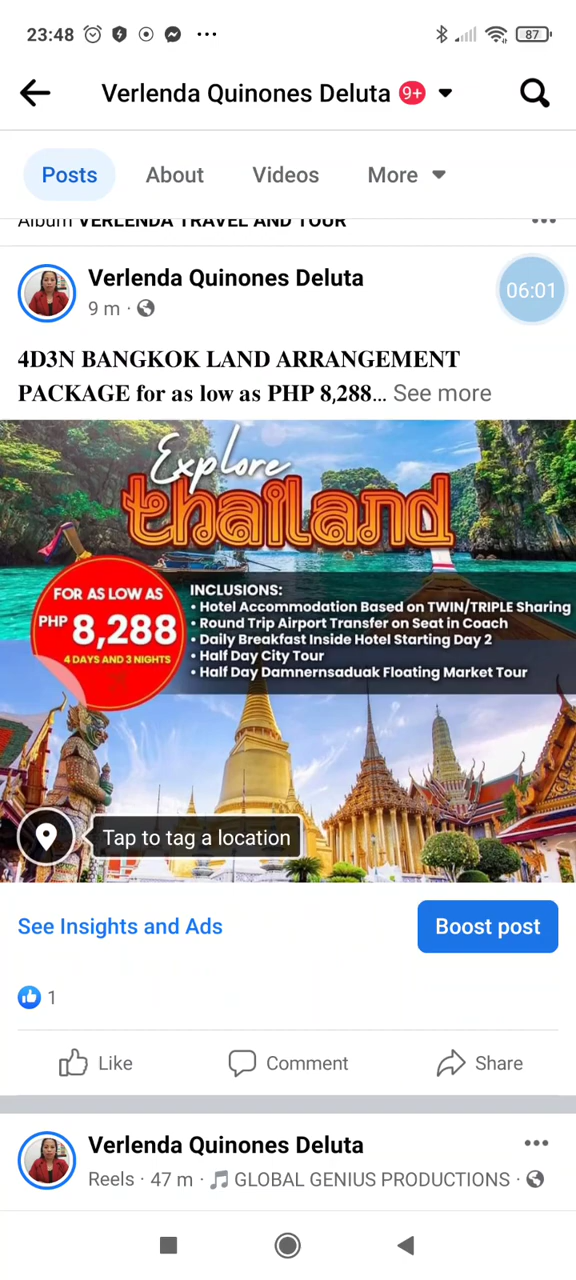 23:48
87
Verlenda Quinones Deluta 9+
Posts About Videos More
Album VERLENDA TRAVEL AND TOUR
Verlenda Quinones Deluta
9 m ·
06:01
4D3N BANGKOK LAND ARRANGEMENT
PACKAGE for as low as PHP 8,288... See more
Explore
thailand
FOR AS LOW AS
PHP 8,288
4 DAYS AND 3 NIGHTS
INCLUSIONS:
• Hotel Accommodation Based on TWIN/TRIPLE Sharing
• Round Trip Airport Transfer on Seat in Coach
• Daily Breakfast Inside Hotel Starting Day 2
• Half Day City Tour
• Half Day Damnernsaduak Floating Market Tour
Tap to tag a location
See Insights and Ads
Boost post
1
Like Comment Share
Verlenda Quinones Deluta
Reels · 47 m · GLOBAL GENIUS PRODUCTIONS ·